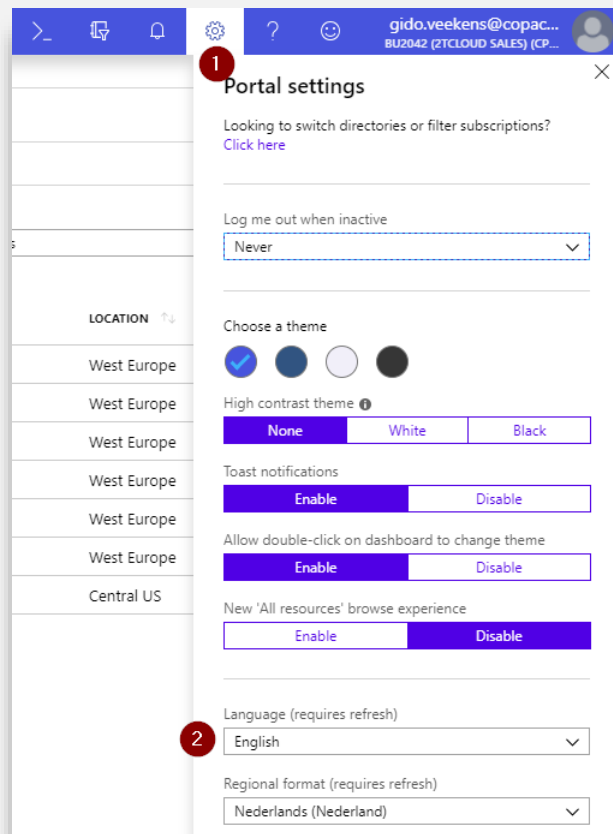 gido.veekens@copac...
BU2042 (2TCLOUD SALES) (CP...
1
Portal settings
Looking to switch directories or filter subscriptions?
Click here
Log me out when inactive
s
Never
LOCATION
Choose a theme
West Europe
West Europe
High contrast theme
None White Black
West Europe
Toast notifications
West Europe
Enable Disable
West Europe
Allow double-click on dashboard to change theme
West Europe
Enable Disable
Central US
New 'All resources' browse experience
Enable Disable
Language (requires refresh)
2
English
Regional format (requires refresh)
Nederlands (Nederland)